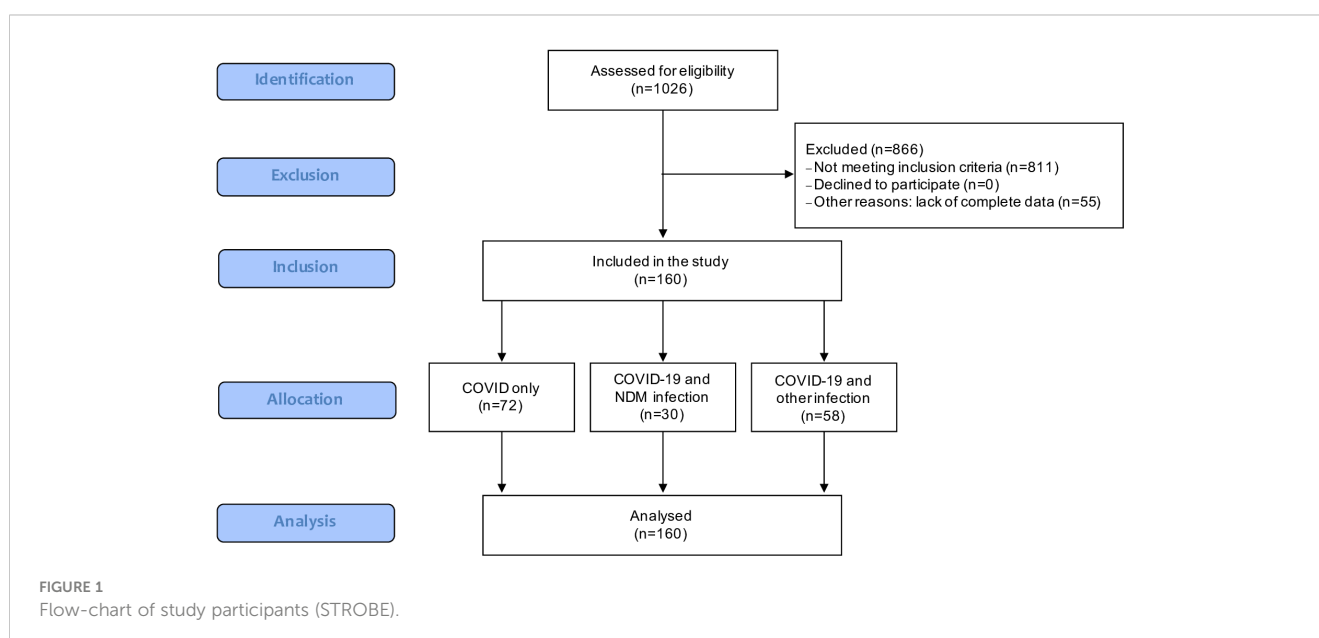 Identification
Assessed for eligibility
(n=1026)
Exclusion
Excluded (n=866)
–Not meeting inclusion criteria (n=811)
–Declined to participate (n=0)
–Other reasons: lack of complete data (n=55)
Inclusion
Included in the study
(n=160)
Allocation
COVID only
(n=72)
COVID-19 and
NDM infection
(n=30)
COVID-19 and
other infection
(n=58)
Analysis
Analysed
(n=160)
FIGURE 1
Flow-chart of study participants (STROBE).